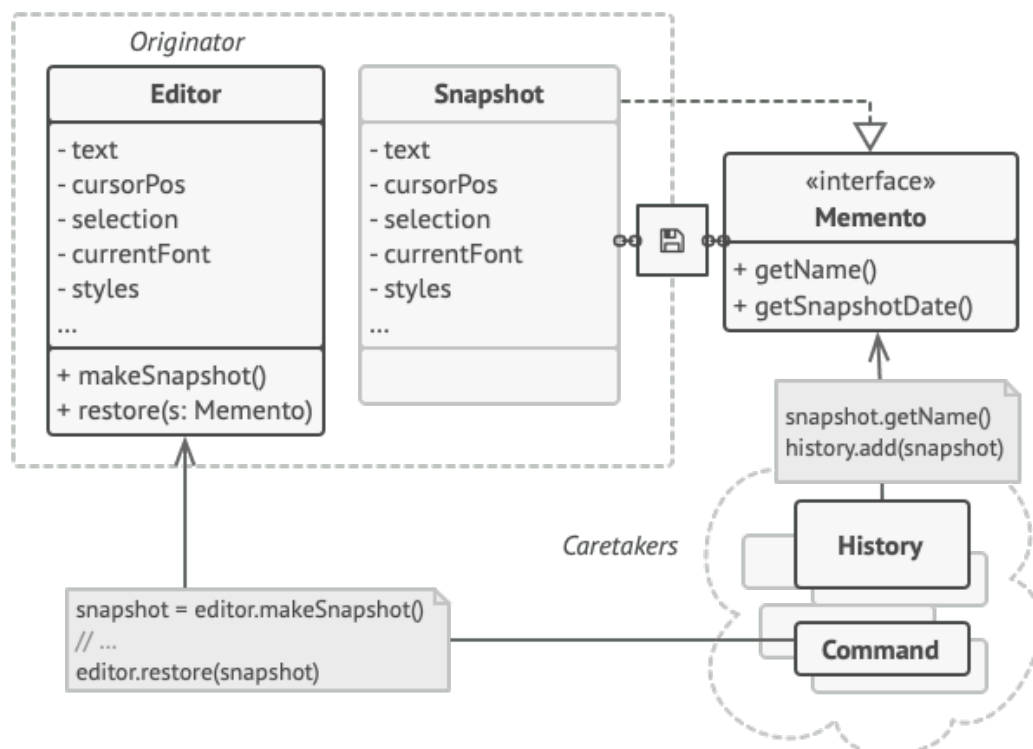 Originator
Editor
- text
- cursorPos
- selection
- currentFont
- styles
...
+ makeSnapshot()
+ restore(s: Memento)
Snapshot
- text
- cursorPos
- selection
- currentFont
- styles
...
«interface»
Memento
+ getName()
+ getSnapshotDate()
snapshot.getName()
history.add(snapshot)
Caretakers
History
Command
snapshot = editor.makeSnapshot()
// ...
editor.restore(snapshot)